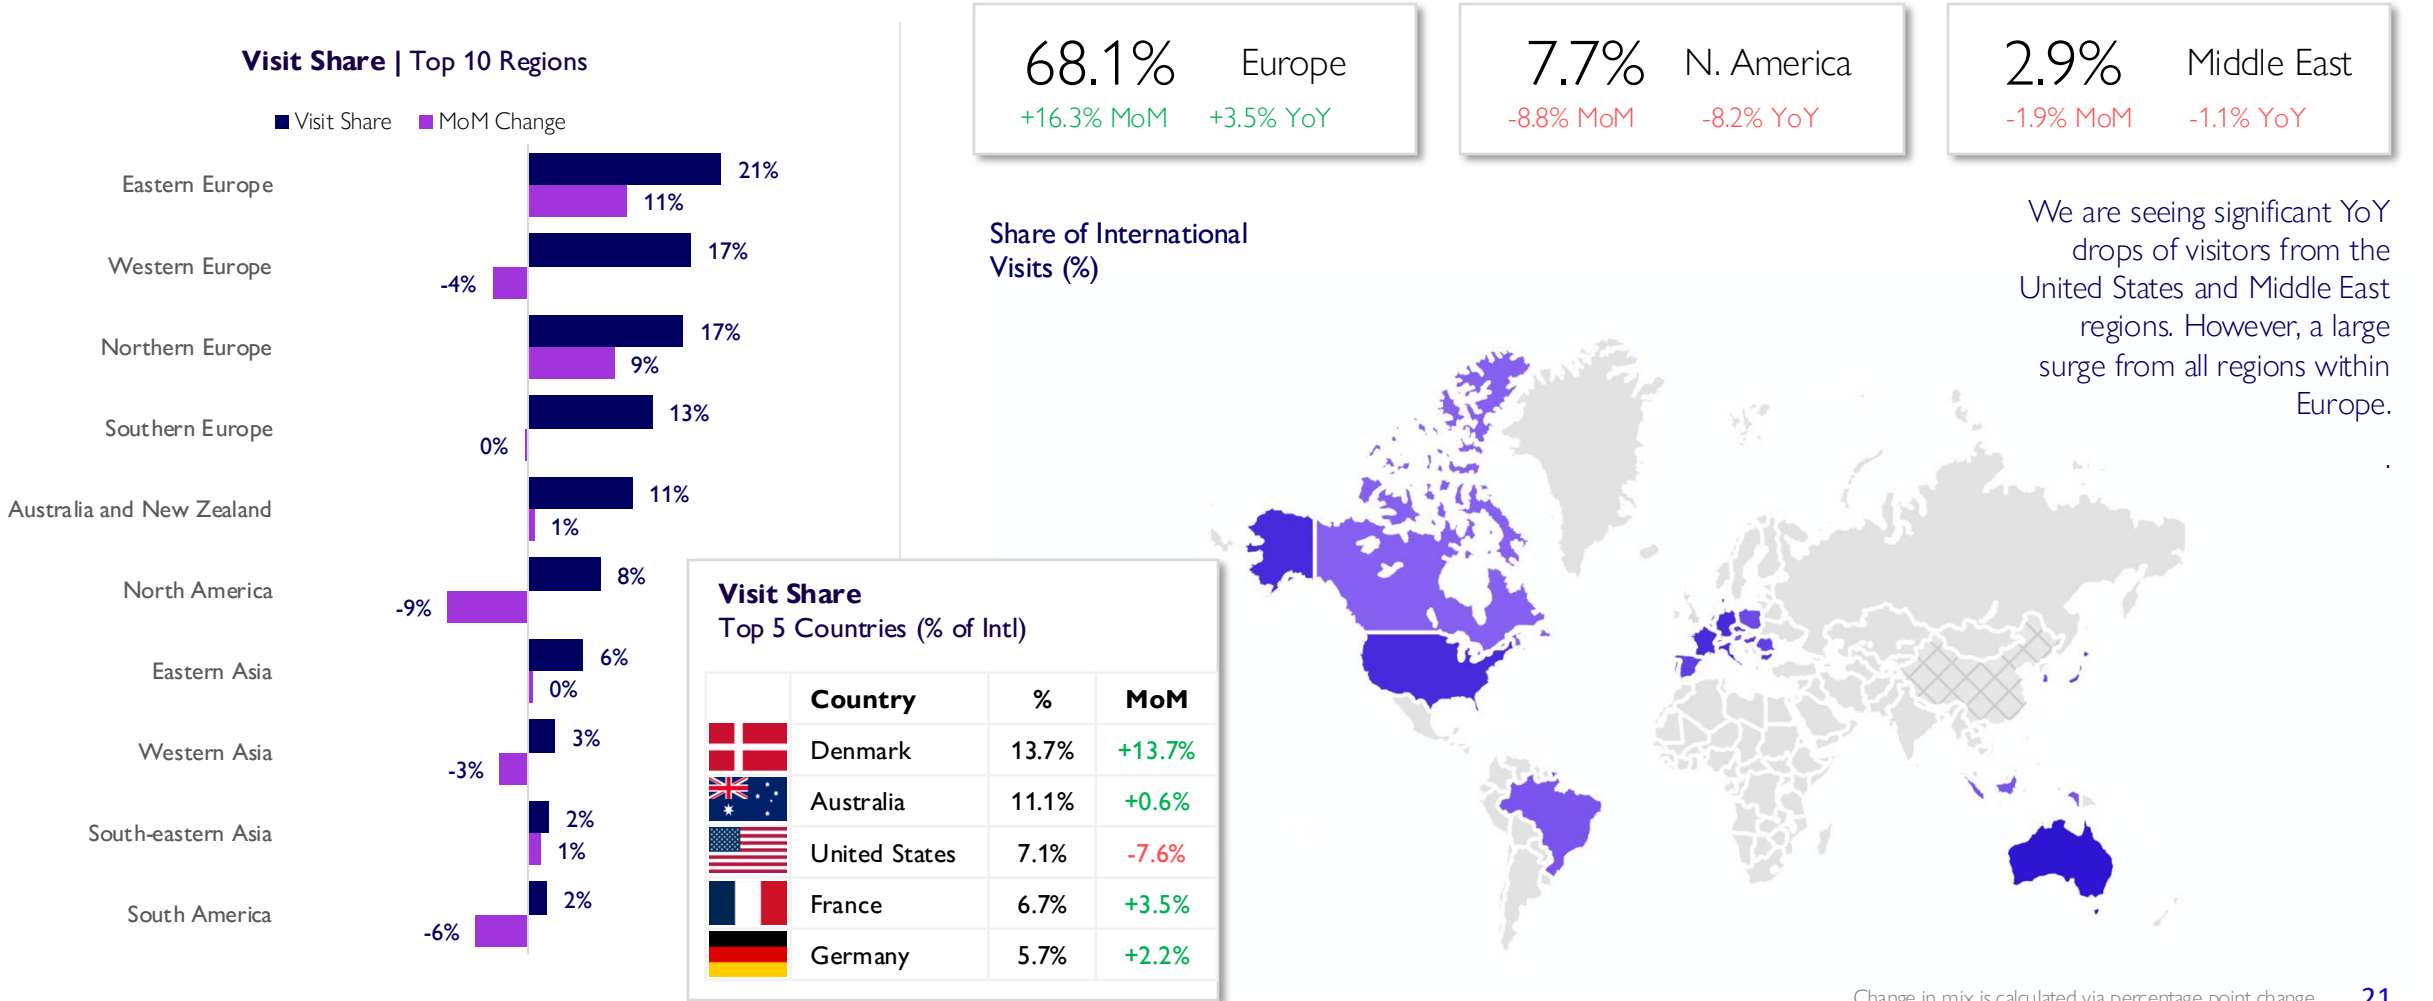 Visit Share | Top 10 Regions
Visit Share MoM Change
Eastern Europe 21% 11%
Western Europe 17% -4%
Northern Europe 17% 9%
Southern Europe 13% 0%
Australia and New Zealand 11% 1%
North America 8% -9%
Eastern Asia 6% 0%
Western Asia 3% -3%
South-eastern Asia 2% 1%
South America 2% -6%
68.1% Europe
+16.3% MoM +3.5% YoY
7.7% N. America
-8.8% MoM -8.2% YoY
2.9% Middle East
-1.9% MoM -1.1% YoY
Share of International
Visits (%)
We are seeing significant YoY
drops of visitors from the
United States and Middle East
regions. However, a large
surge from all regions within
Europe.
.
Visit Share
Top 5 Countries (% of Intl)
Country % MoM
Denmark 13.7% +13.7%
Australia 11.1% +0.6%
United States 7.1% -7.6%
France 6.7% +3.5%
Germany 5.7% +2.2%
Change in mix is calculated via percentage point change 21